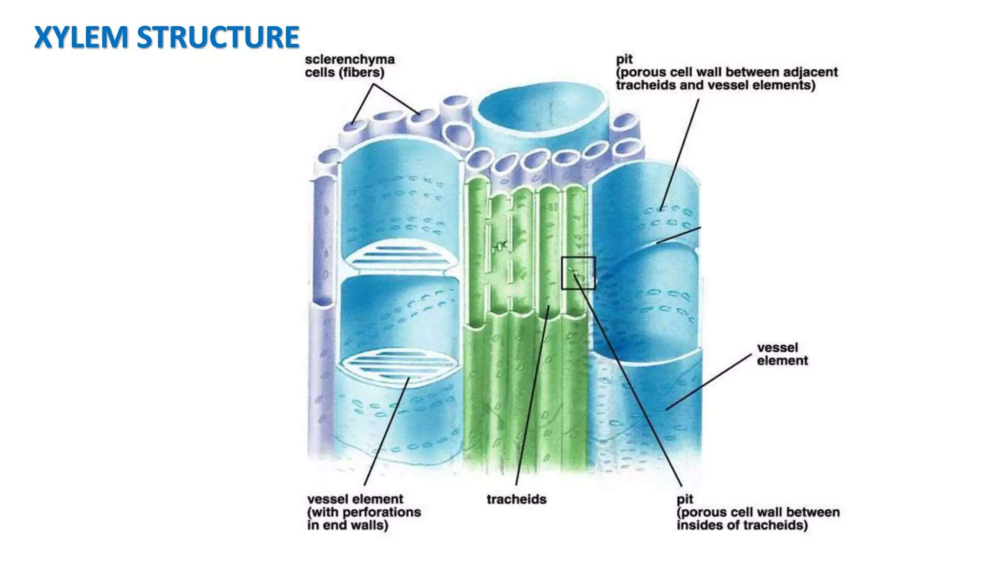 XYLEM STRUCTURE
sclerenchyma
cells (fibers)
pit
(porous cell wall between adjacent
tracheids and vessel elements)
vessel
element
vessel element
(with perforations
in end walls)
tracheids
pit
(porous cell wall between
insides of tracheids)